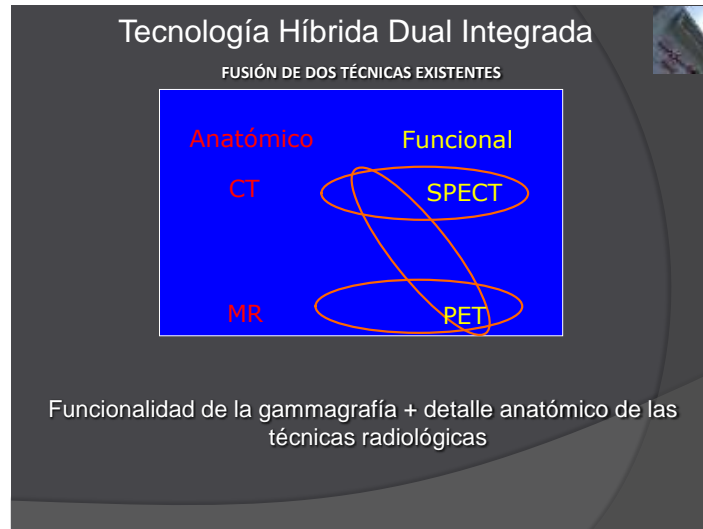 Tecnología Híbrida Dual Integrada
FUSIÓN DE DOS TÉCNICAS EXISTENTES
Anatómico Funcional
CT SPECT
MR PET
Funcionalidad de la gammagrafía + detalle anatómico de las
técnicas radiológicas